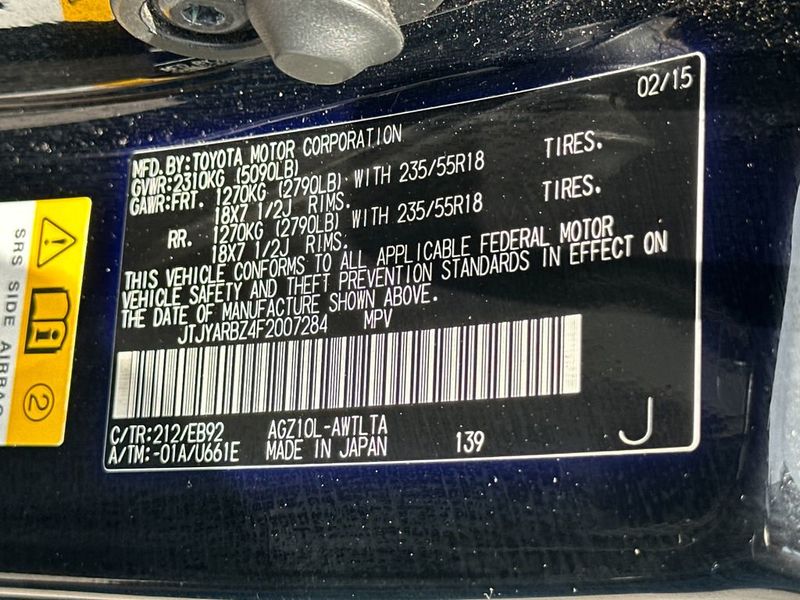 02/15
MFD.BY:TOYOTA MOTOR CORPORATION
GVWR:2310KG (5090LB)
GAWR:FRT. 1270KG (2790LB) WITH 235/55R18 TIRES.
18X7 1/2J RIMS.
RR. 1270KG (2790LB) WITH 235/55R18 TIRES.
18X7 1/2J RIMS.
THIS VEHICLE CONFORMS TO ALL APPLICABLE FEDERAL MOTOR
VEHICLE SAFETY AND THEFT PREVENTION STANDARDS IN EFFECT ON
THE DATE OF MANUFACTURE SHOWN ABOVE.
JTJYARBZ4F2007284 MPV
C/TR:212/EB92 AGZ10L-AWTLTA
A/TM:-01A/U661E MADE IN JAPAN 139 J
SRS SIDE AIRBAG
2